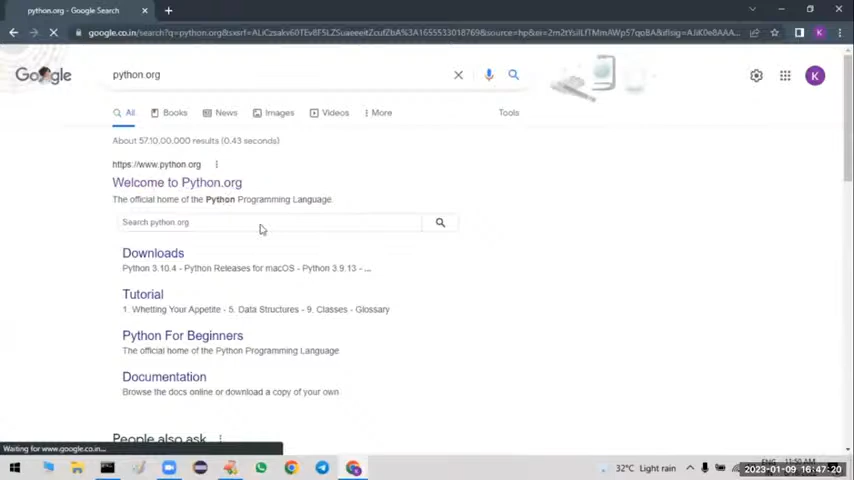 python.org - Google Search
google.co.in/search?q=python.org&sxsrf=
Google
python.org
K
All Books News Images Videos More Tools
About 57,10,00,000 results (0.43 seconds)
https://www.python.org
Welcome to Python.org
The official home of the Python Programming Language.
Search python.org
Downloads
Python 3.10.4 - Python Releases for macOS - Python 3.9.13 - ...
Tutorial
1. Whetting Your Appetite - 5. Data Structures - 9. Classes - Glossary
Python For Beginners
The official home of the Python Programming Language
Documentation
Browse the docs online or download a copy of your own
People also ask
Waiting for www.google.co.in...
32°C Light rain
2023-01-09 16:47:20